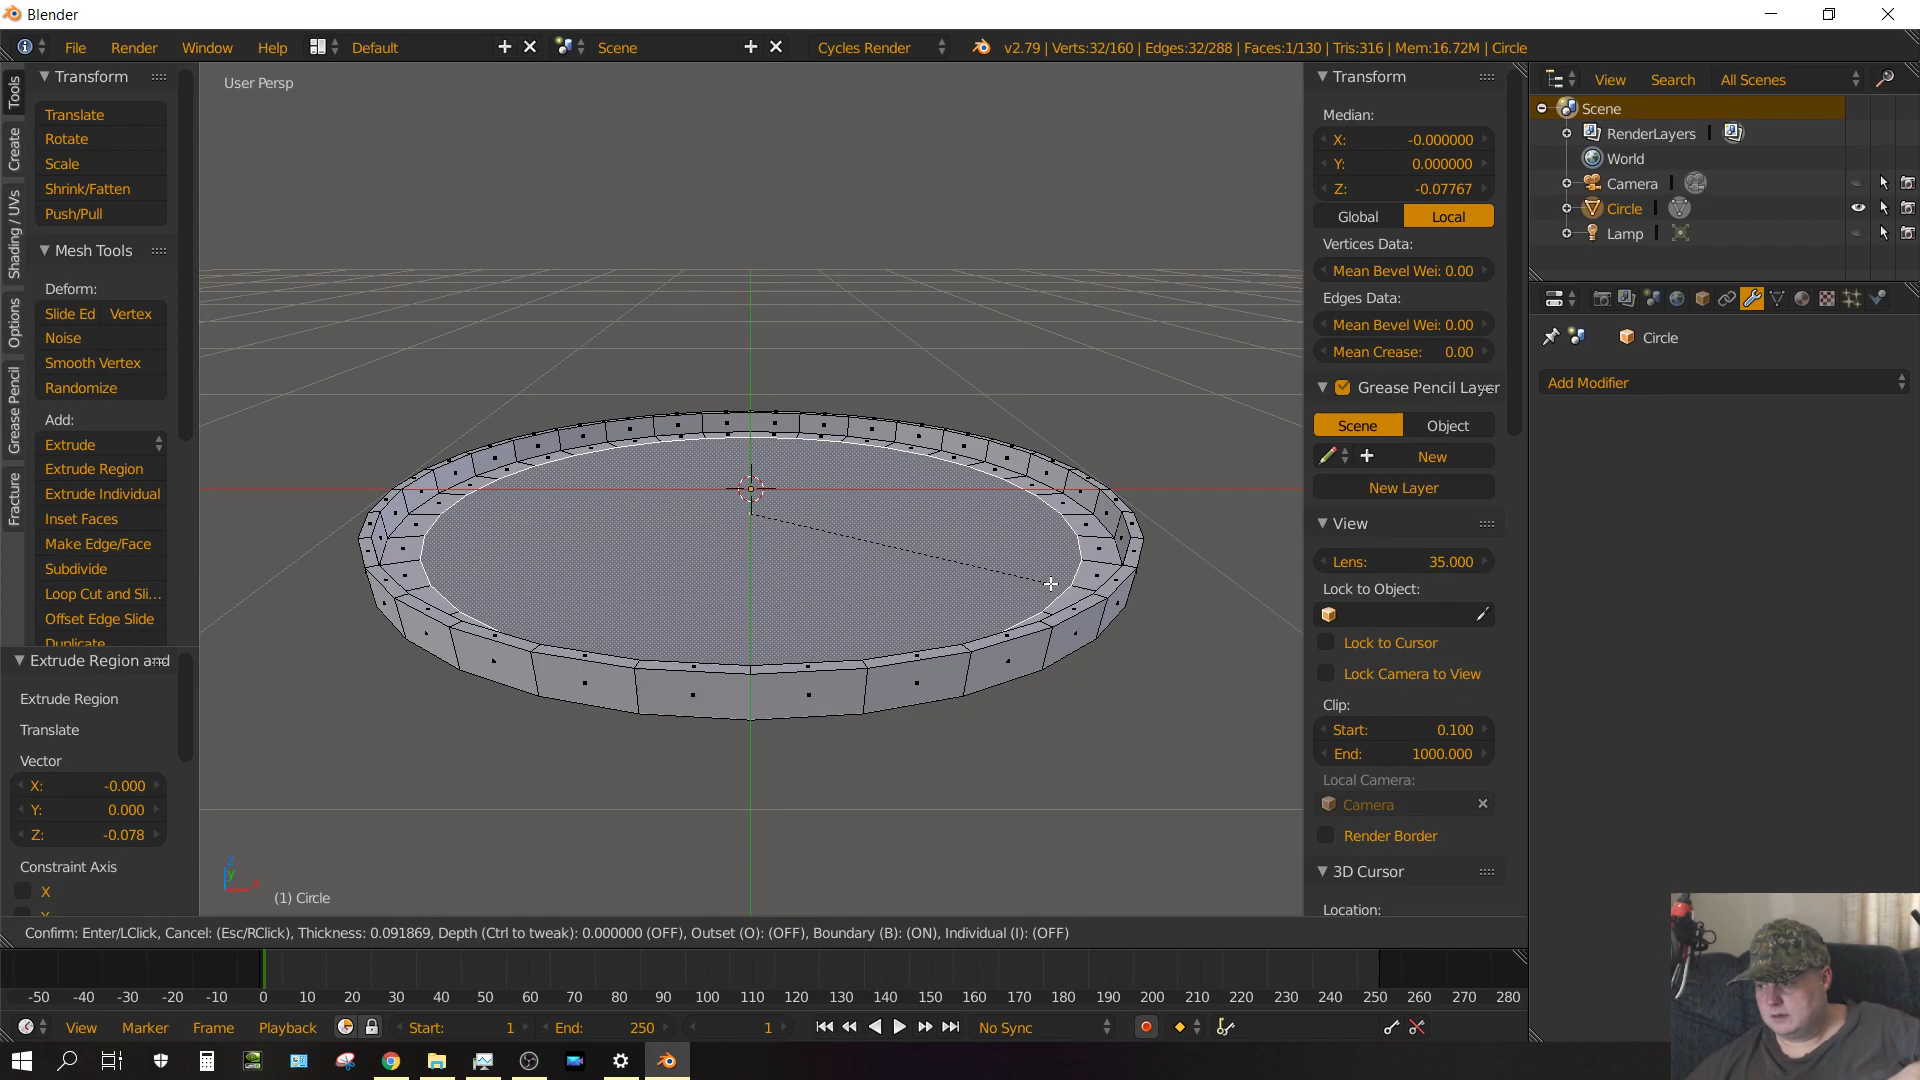 Blender
File Render Window Help Default Scene Cycles Render v2.79 | Verts:32/160 | Edges:32/288 | Faces:1/130 | Tris:316 | Mem:16.72M | Circle
Tools
Create
Shading / UVs
Options
Grease Pencil
Fracture
Transform
Translate
Rotate
Scale
Shrink/Fatten
Push/Pull
Mesh Tools
Deform:
Slide Ed Vertex
Noise
Smooth Vertex
Randomize
Add:
Extrude
Extrude Region
Extrude Individual
Inset Faces
Make Edge/Face
Subdivide
Loop Cut and Sli...
Offset Edge Slide
Duplicate
Extrude Region and
Extrude Region
Translate
Vector
X: -0.000
Y: 0.000
Z: -0.078
Constraint Axis
X
Y
User Persp
z
y
x
(1) Circle
Transform
Median:
X: -0.000000
Y: 0.000000
Z: -0.07767
Global Local
Vertices Data:
Mean Bevel Wei: 0.00
Edges Data:
Mean Bevel Wei: 0.00
Mean Crease: 0.00
Grease Pencil Layer
Scene Object
New
New Layer
View
Lens: 35.000
Lock to Object:
Lock to Cursor
Lock Camera to View
Clip:
Start: 0.100
End: 1000.000
Local Camera:
Camera
Render Border
3D Cursor
Location:
View Search All Scenes
Scene
RenderLayers |
World
Camera |
Circle |
Lamp |
Circle
Add Modifier
Confirm: Enter/LClick, Cancel: (Esc/RClick), Thickness: 0.091869, Depth (Ctrl to tweak): 0.000000 (OFF), Outset (O): (OFF), Boundary (B): (ON), Individual (I): (OFF)
-50 -40 -30 -20 -10 0 10 20 30 40 50 60 70 80 90 100 110 120 130 140 150 160 170 180 190 200 210 220 230 240 250 260 270 280
View Marker Frame Playback Start: 1 End: 250 1 No Sync